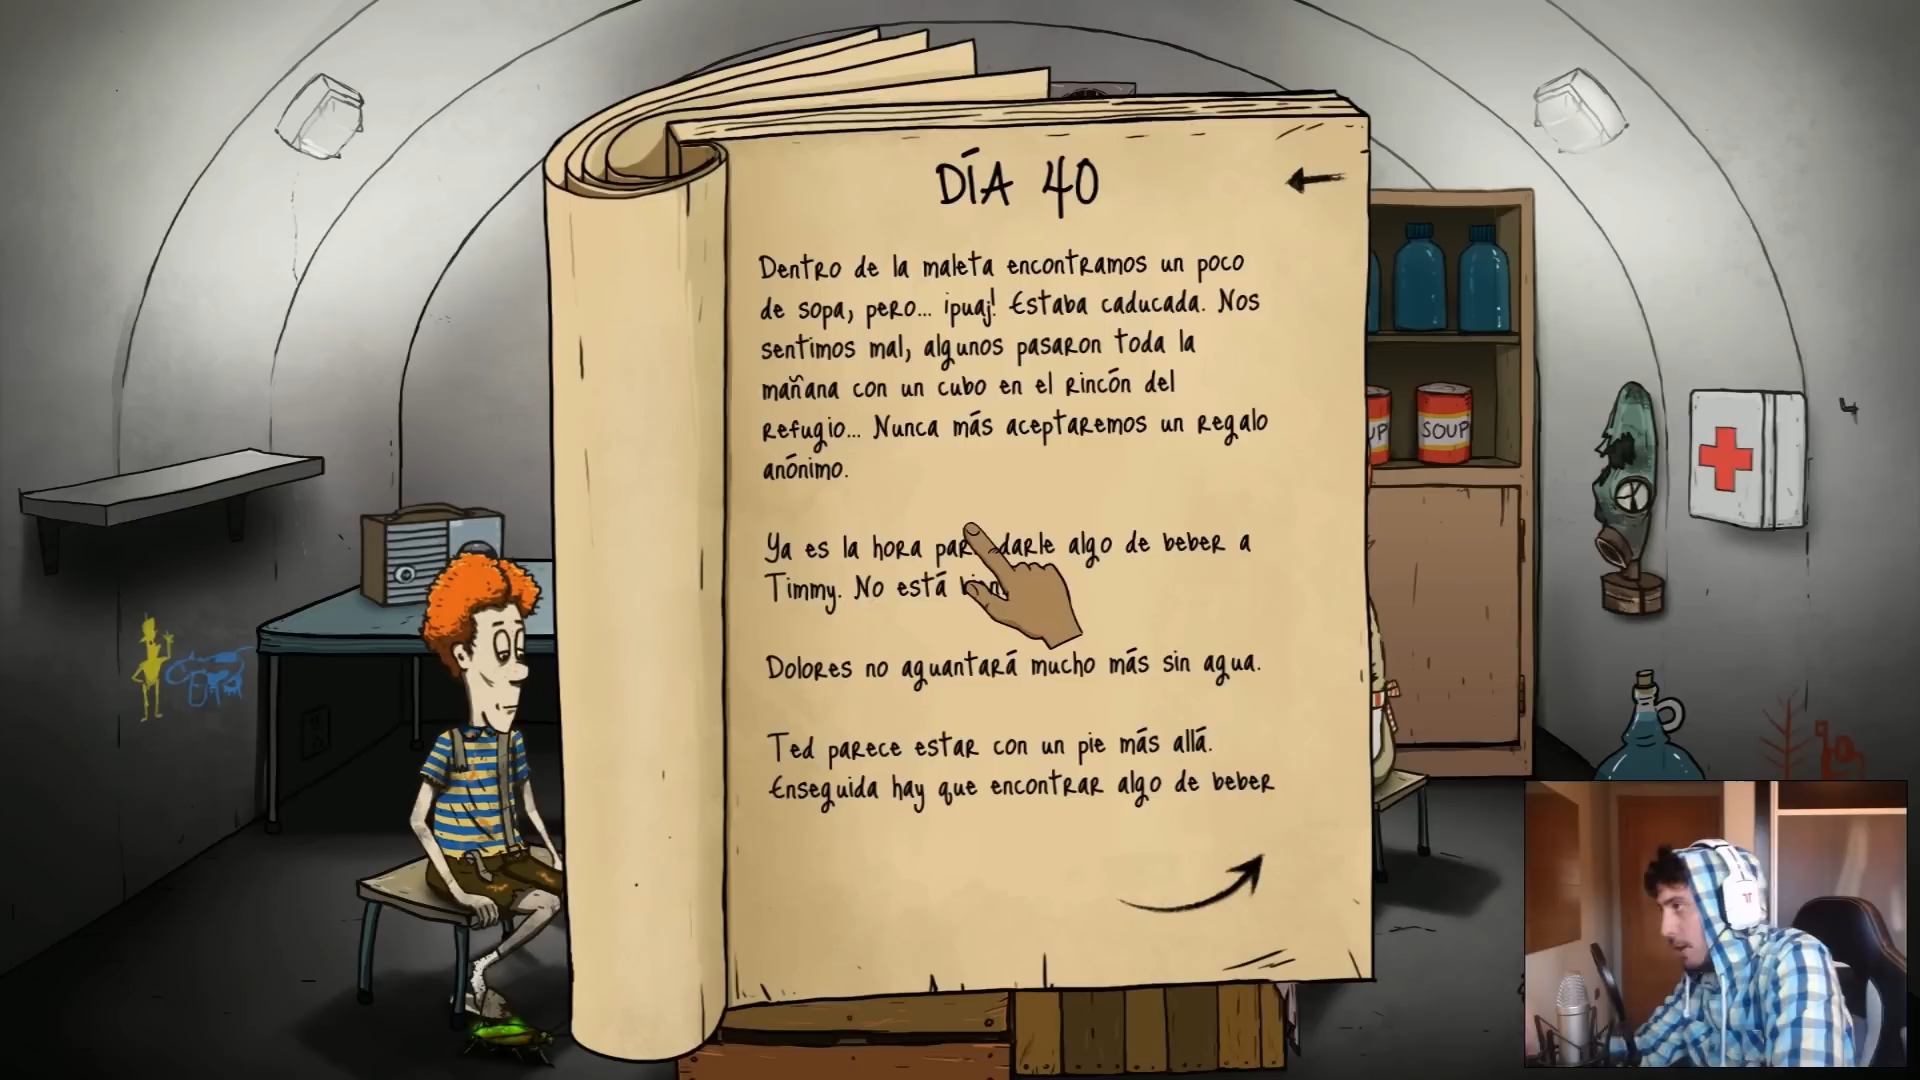 DÍA 40
Dentro de la maleta encontramos un poco
de sopa, pero... ¡puaj! Estaba caducada. Nos
sentimos mal, algunos pasaron toda la
mañana con un cubo en el rincón del
refugio... Nunca más aceptaremos un regalo
anónimo.
Ya es la hora para darle algo de beber a
Timmy. No está
Dolores no aguantará mucho más sin agua.
Ted parece estar con un pie más allá.
Enseguida hay que encontrar algo de beber
UP
SOUP